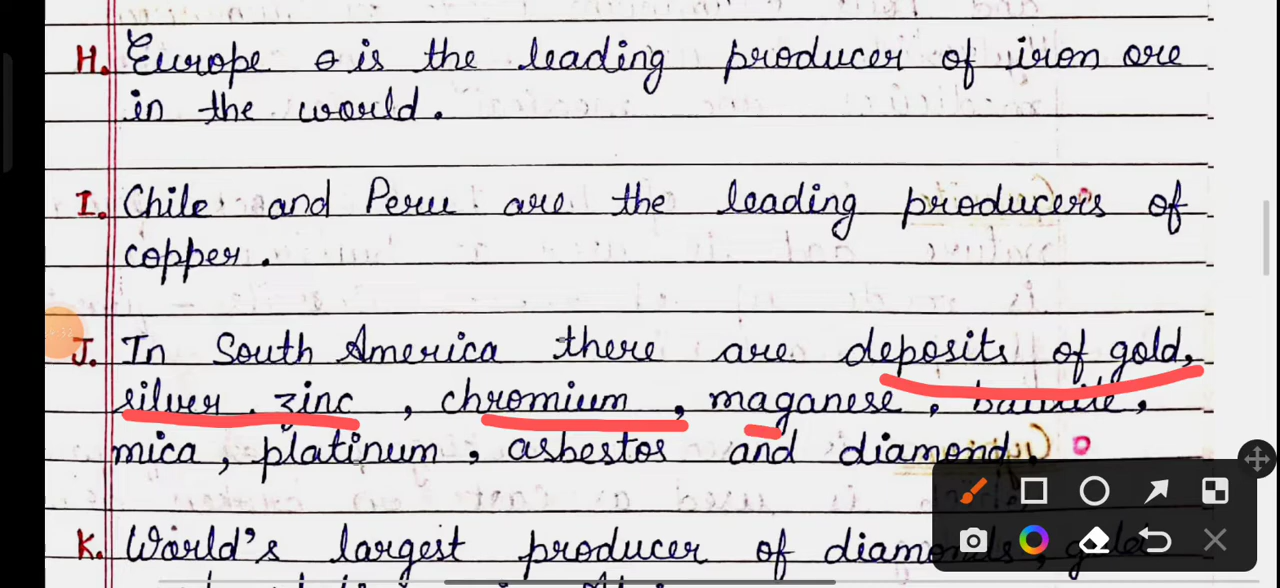 H. Europe is the leading producer of iron ore
in the world.
I. Chile and Peru are the leading producers of
copper.
J. In South America there are deposits of gold,
silver, zinc, chromium, maganese, bauxite,
mica, platinum, asbestos and diamond.
K. World's largest producer of diamonds, gold